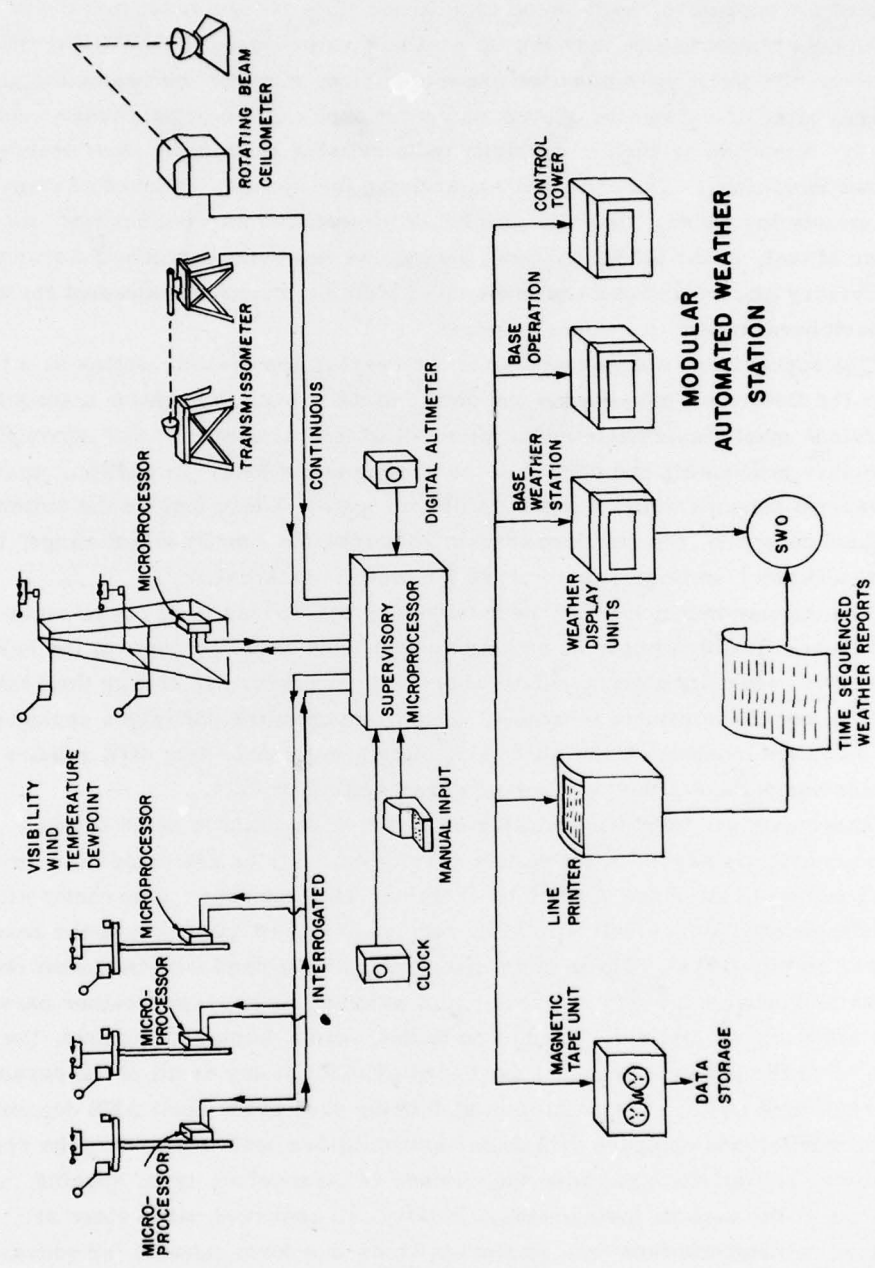 VISIBILITY
WIND
TEMPERATURE
DEWPOINT
MICRO-
PROCESSOR
MICRO-
PROCESSOR
MICROPROCESSOR
MICROPROCESSOR
TRANSMISSOMETER
ROTATING BEAM
CEILOMETER
INTERROGATED
CONTINUOUS
CLOCK
MANUAL INPUT
SUPERVISORY
MICROPROCESSOR
DIGITAL ALTIMETER
MAGNETIC
TAPE UNIT
LINE
PRINTER
BASE
WEATHER
STATION
BASE
OPERATION
CONTROL
TOWER
WEATHER
DISPLAY
UNITS
DATA
STORAGE
TIME SEQUENCED
WEATHER REPORTS
SWO
MODULAR
AUTOMATED WEATHER
STATION